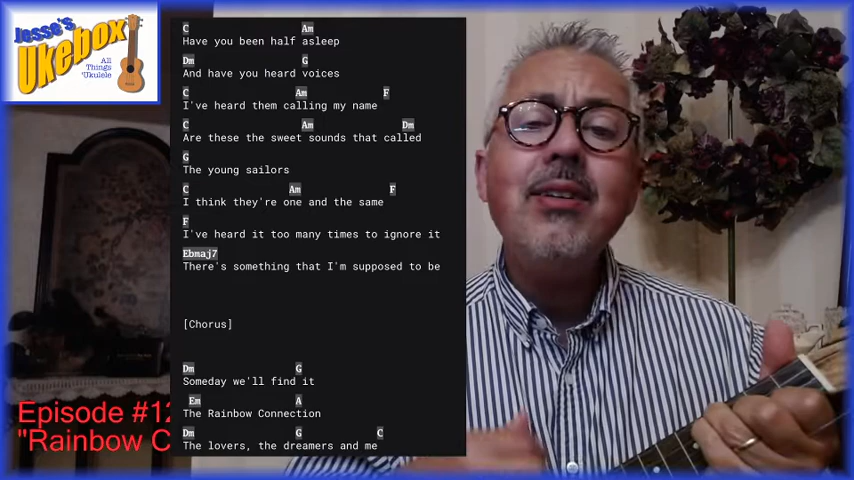 Jesse's
Ukebox
All
Things
'Ukulele
C Am
Have you been half asleep
Dm G
And have you heard voices
C Am F
I've heard them calling my name
C Am Dm
Are these the sweet sounds that called
G
The young sailors
C Am F
I think they're one and the same
F
I've heard it too many times to ignore it
Ebmaj7
There's something that I'm supposed to be
[Chorus]
Dm G
Someday we'll find it
Em A
The Rainbow Connection
Dm G C
The lovers, the dreamers and me
Episode #12
"Rainbow C